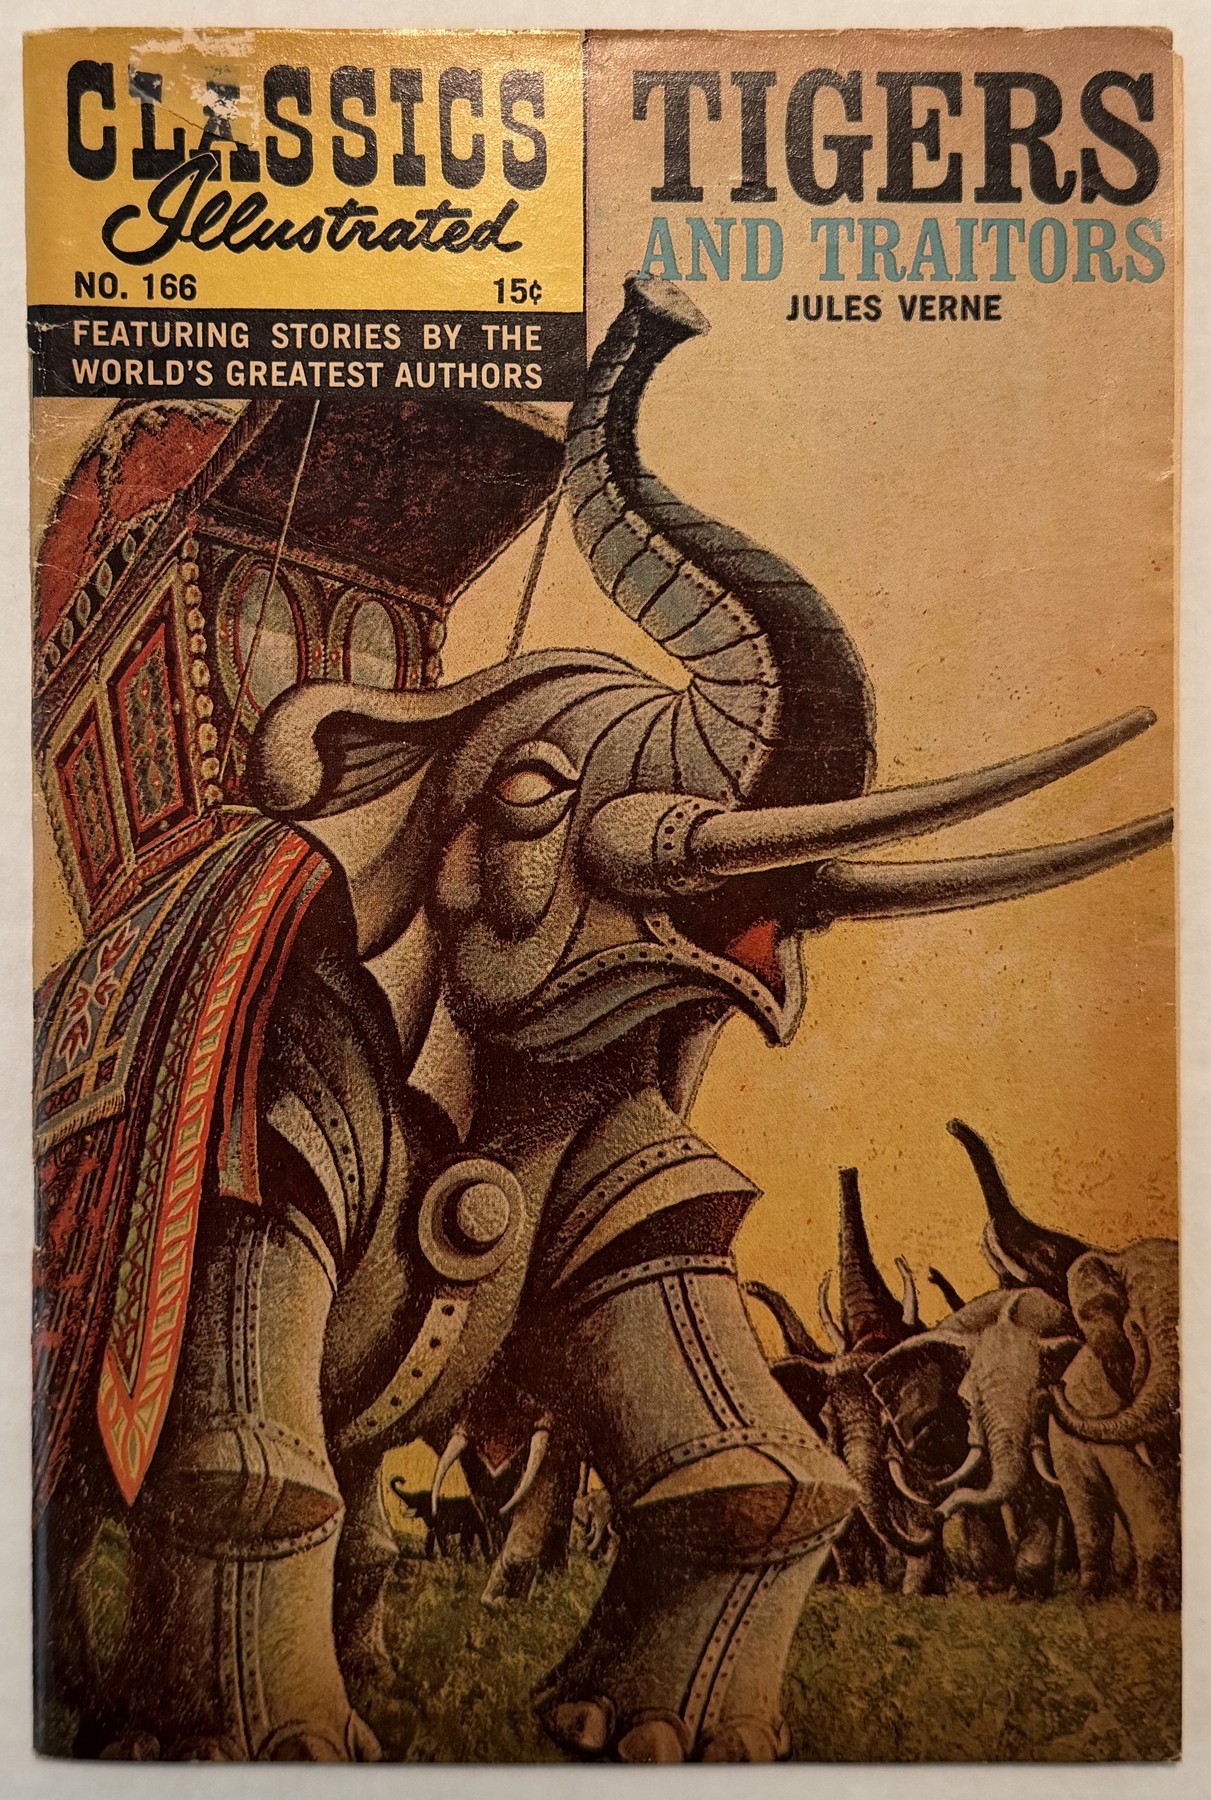 CLASSICS
Illustrated
NO. 166 15¢
FEATURING STORIES BY THE
WORLD'S GREATEST AUTHORS
TIGERS
AND TRAITORS
JULES VERNE